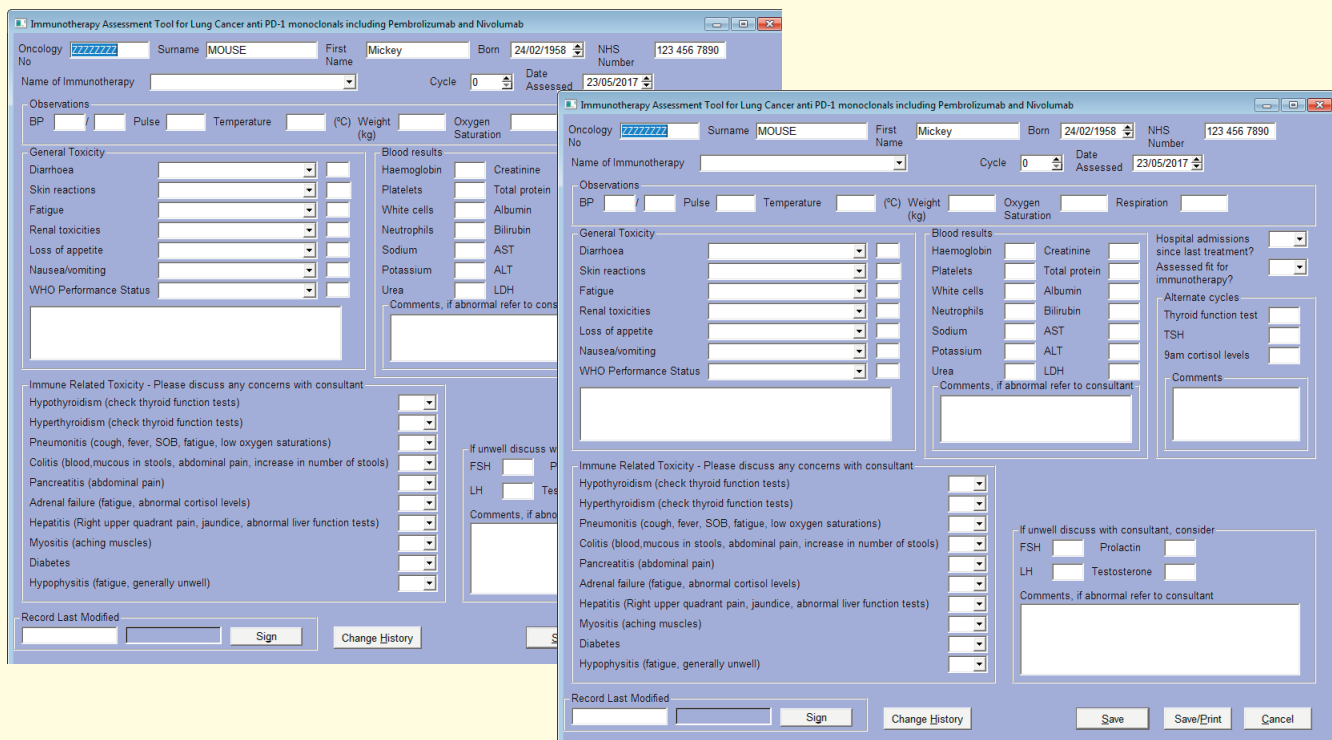 Immunotherapy Assessment Tool for Lung Cancer anti PD-1 monoclonals including Pembrolizumab and Nivolumab
Oncology No ZZZZZZZZ Surname MOUSE First Name Mickey Born 24/02/1958 NHS Number 123 456 7890
Name of Immunotherapy Cycle 0 Date Assessed 23/05/2017
Observations
BP / Pulse Temperature (ºC) Weight (kg) Oxygen Saturation
General Toxicity Blood results
Diarrhoea Haemoglobin Creatinine
Skin reactions Platelets Total protein
Fatigue White cells Albumin
Renal toxicities Neutrophils Bilirubin
Loss of appetite Sodium AST
Nausea/vomiting Potassium ALT
WHO Performance Status Urea LDH
Comments, if abnormal refer to cons
Immune Related Toxicity - Please discuss any concerns with consultant
Hypothyroidism (check thyroid function tests)
Hyperthyroidism (check thyroid function tests)
Pneumonitis (cough, fever, SOB, fatigue, low oxygen saturations)
Colitis (blood,mucous in stools, abdominal pain, increase in number of stools)
Pancreatitis (abdominal pain)
Adrenal failure (fatigue, abnormal cortisol levels)
Hepatitis (Right upper quadrant pain, jaundice, abnormal liver function tests)
Myositis (aching muscles)
Diabetes
Hypophysitis (fatigue, generally unwell)
If unwell discuss w
FSH P
LH Tes
Comments, if abno
Record Last Modified
Sign Change History S
Immunotherapy Assessment Tool for Lung Cancer anti PD-1 monoclonals including Pembrolizumab and Nivolumab
Oncology No ZZZZZZZZ Surname MOUSE First Name Mickey Born 24/02/1958 NHS Number 123 456 7890
Name of Immunotherapy Cycle 0 Date Assessed 23/05/2017
Observations
BP / Pulse Temperature (ºC) Weight (kg) Oxygen Saturation Respiration
General Toxicity Blood results
Diarrhoea Haemoglobin Creatinine
Skin reactions Platelets Total protein
Fatigue White cells Albumin
Renal toxicities Neutrophils Bilirubin
Loss of appetite Sodium AST
Nausea/vomiting Potassium ALT
WHO Performance Status Urea LDH
Comments, if abnormal refer to consultant
Hospital admissions since last treatment?
Assessed fit for immunotherapy?
Alternate cycles
Thyroid function test
TSH
9am cortisol levels
Comments
Immune Related Toxicity - Please discuss any concerns with consultant
Hypothyroidism (check thyroid function tests)
Hyperthyroidism (check thyroid function tests)
Pneumonitis (cough, fever, SOB, fatigue, low oxygen saturations)
Colitis (blood,mucous in stools, abdominal pain, increase in number of stools)
Pancreatitis (abdominal pain)
Adrenal failure (fatigue, abnormal cortisol levels)
Hepatitis (Right upper quadrant pain, jaundice, abnormal liver function tests)
Myositis (aching muscles)
Diabetes
Hypophysitis (fatigue, generally unwell)
If unwell discuss with consultant, consider
FSH Prolactin
LH Testosterone
Comments, if abnormal refer to consultant
Record Last Modified
Sign Change History Save Save/Print Cancel